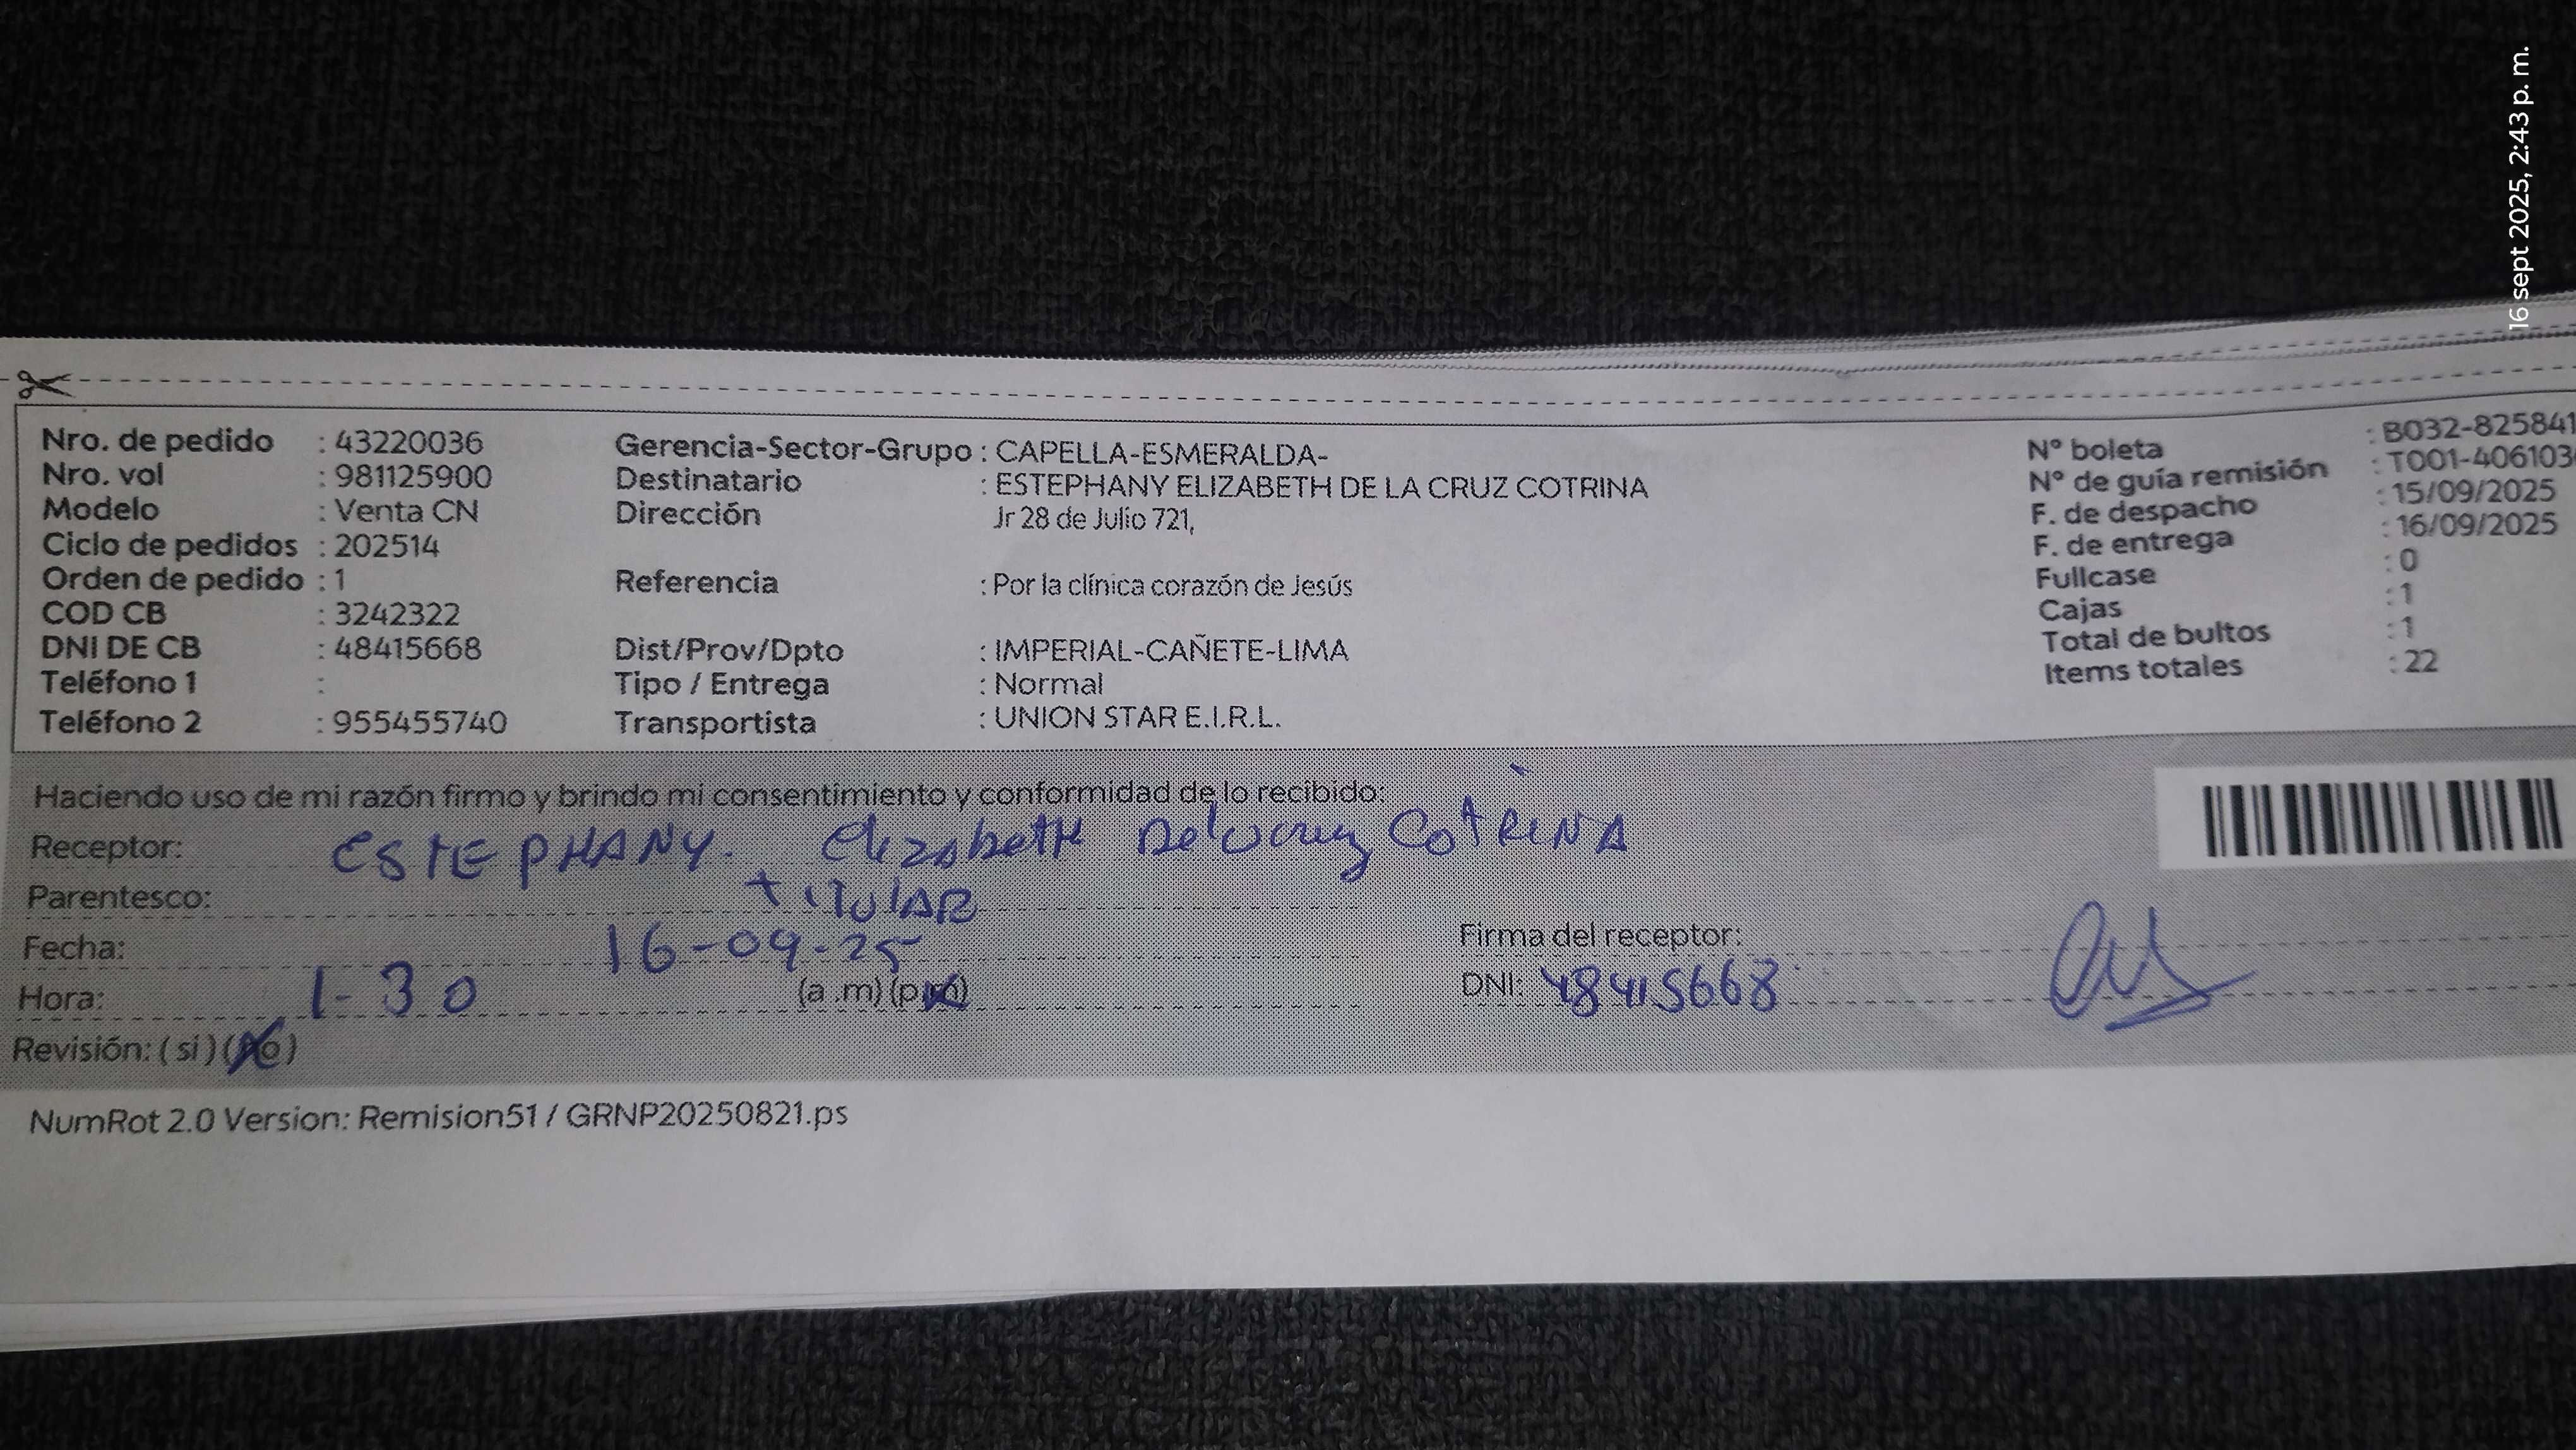 16 sept 2025, 2:43 p. m.
Nro. de pedido : 43220036
Nro. vol : 981125900
Modelo : Venta CN
Ciclo de pedidos : 202514
Orden de pedido : 1
COD CB : 3242322
DNI DE CB : 48415668
Teléfono 1 :
Teléfono 2 : 955455740
Gerencia-Sector-Grupo : CAPELLA-ESMERALDA-
Destinatario : ESTEPHANY ELIZABETH DE LA CRUZ COTRINA
Dirección Jr 28 de Julio 721,
Referencia : Por la clínica corazón de Jesús
Dist/Prov/Dpto : IMPERIAL-CAÑETE-LIMA
Tipo / Entrega : Normal
Transportista : UNION STAR E.I.R.L.
N° boleta : B032-825841
N° de guía remisión : T001-406103
F. de despacho : 15/09/2025
F. de entrega : 16/09/2025
Fullcase : 0
Cajas : 1
Total de bultos : 1
Items totales : 22
Haciendo uso de mi razón firmo y brindo mi consentimiento y conformidad de lo recibido:
Receptor: ESTEPHANY. Elizabeth De la cruz COTRINA
Parentesco: titular
Fecha: 16-09-25
Hora: 1-30 (a .m) (p.m)
Revisión: ( si ) (no)
Firma del receptor:
DNI: 48415668
NumRot 2.0 Version: Remision51 / GRNP20250821.ps